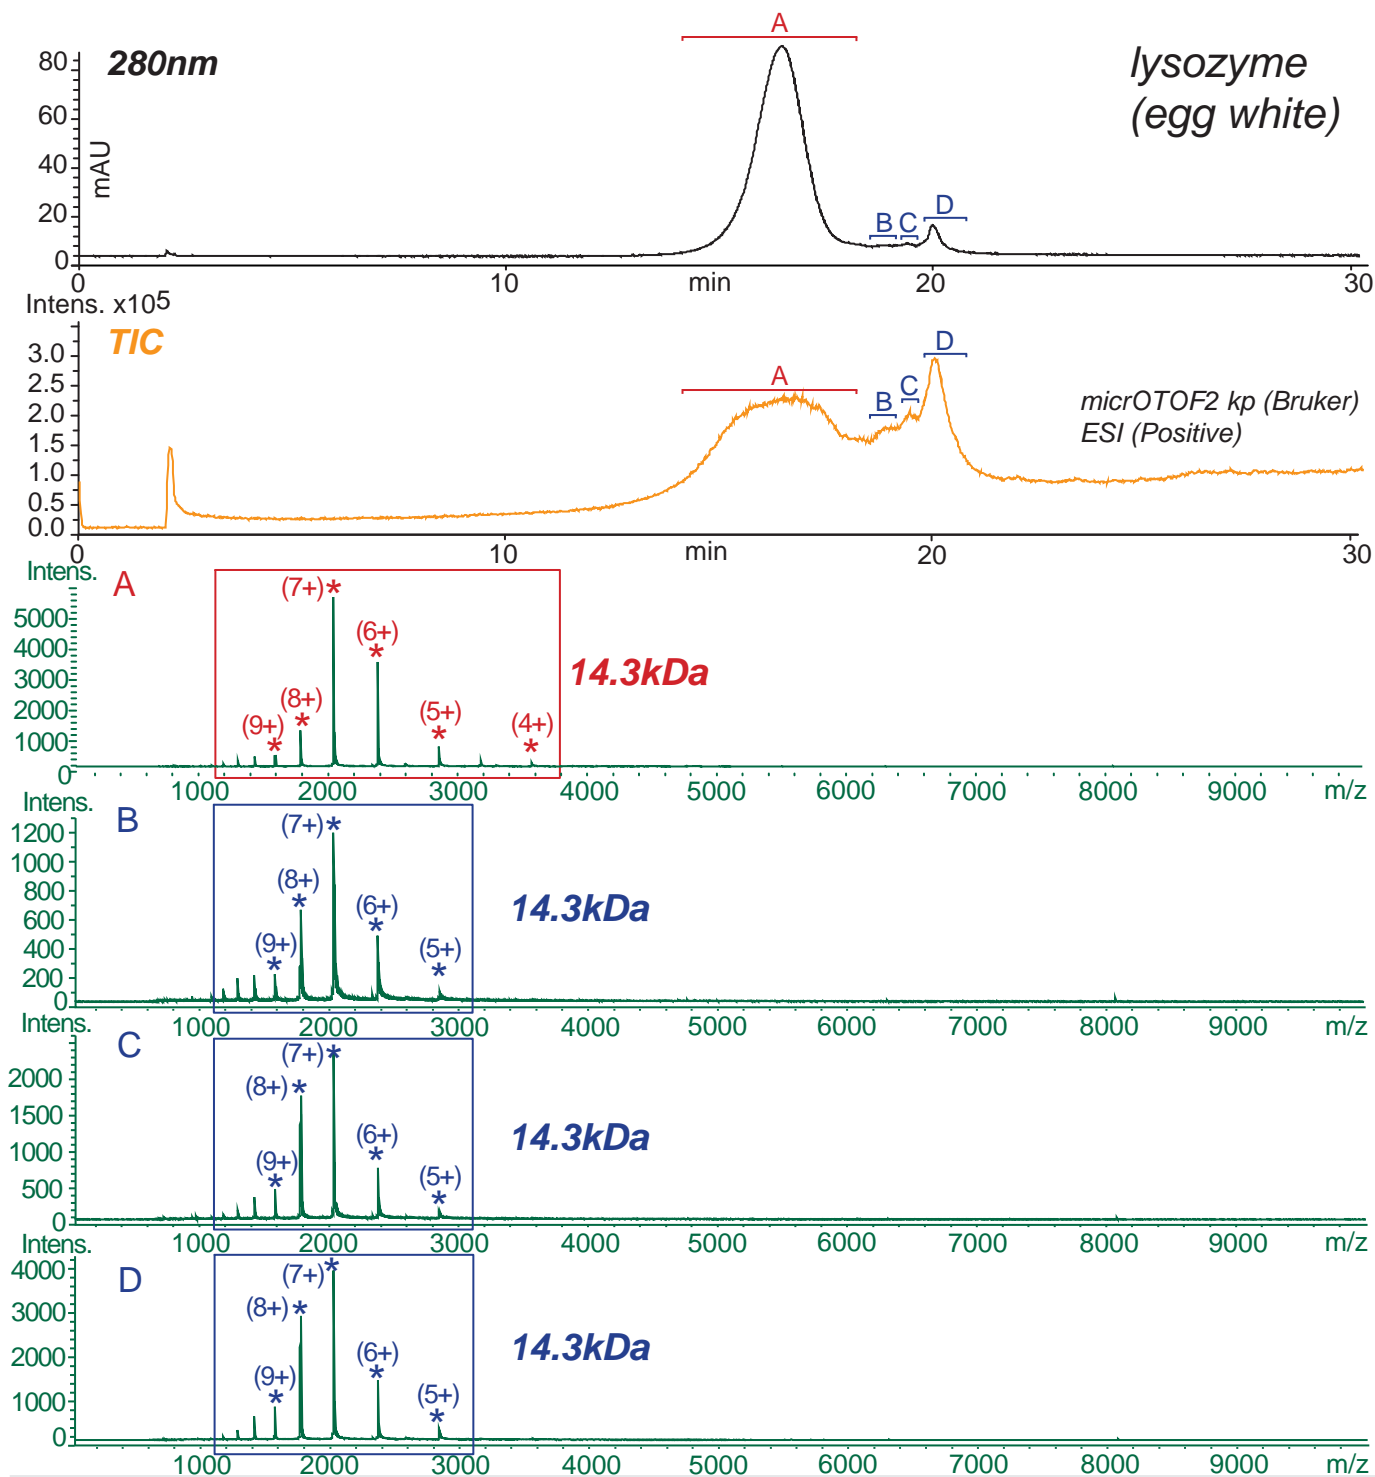 A
280nm
lysozyme
(egg white)
80
60
40
20
0
mAU
B C D
0 10 min 20 30
Intens. x105
TIC
3.0
2.5
2.0
1.5
1.0
0.5
0.0
A
B C D
micrOTOF2 kp (Bruker)
ESI (Positive)
0 10 min 20 30
Intens.
A
5000
4000
3000
2000
1000
0
(9+) * (8+) * (7+) * (6+) * (5+) * (4+) *
14.3kDa
1000 2000 3000 4000 5000 6000 7000 8000 9000 m/z
Intens.
B
1200
1000
800
600
400
200
0
(9+) * (8+) * (7+) * (6+) * (5+) *
14.3kDa
1000 2000 3000 4000 5000 6000 7000 8000 9000 m/z
Intens.
C
2000
1500
1000
500
0
(9+) * (8+) * (7+) * (6+) * (5+) *
14.3kDa
1000 2000 3000 4000 5000 6000 7000 8000 9000 m/z
Intens.
D
4000
3000
2000
1000
0
(9+) * (8+) * (7+) * (6+) * (5+) *
14.3kDa
1000 2000 3000 4000 5000 6000 7000 8000 9000 m/z